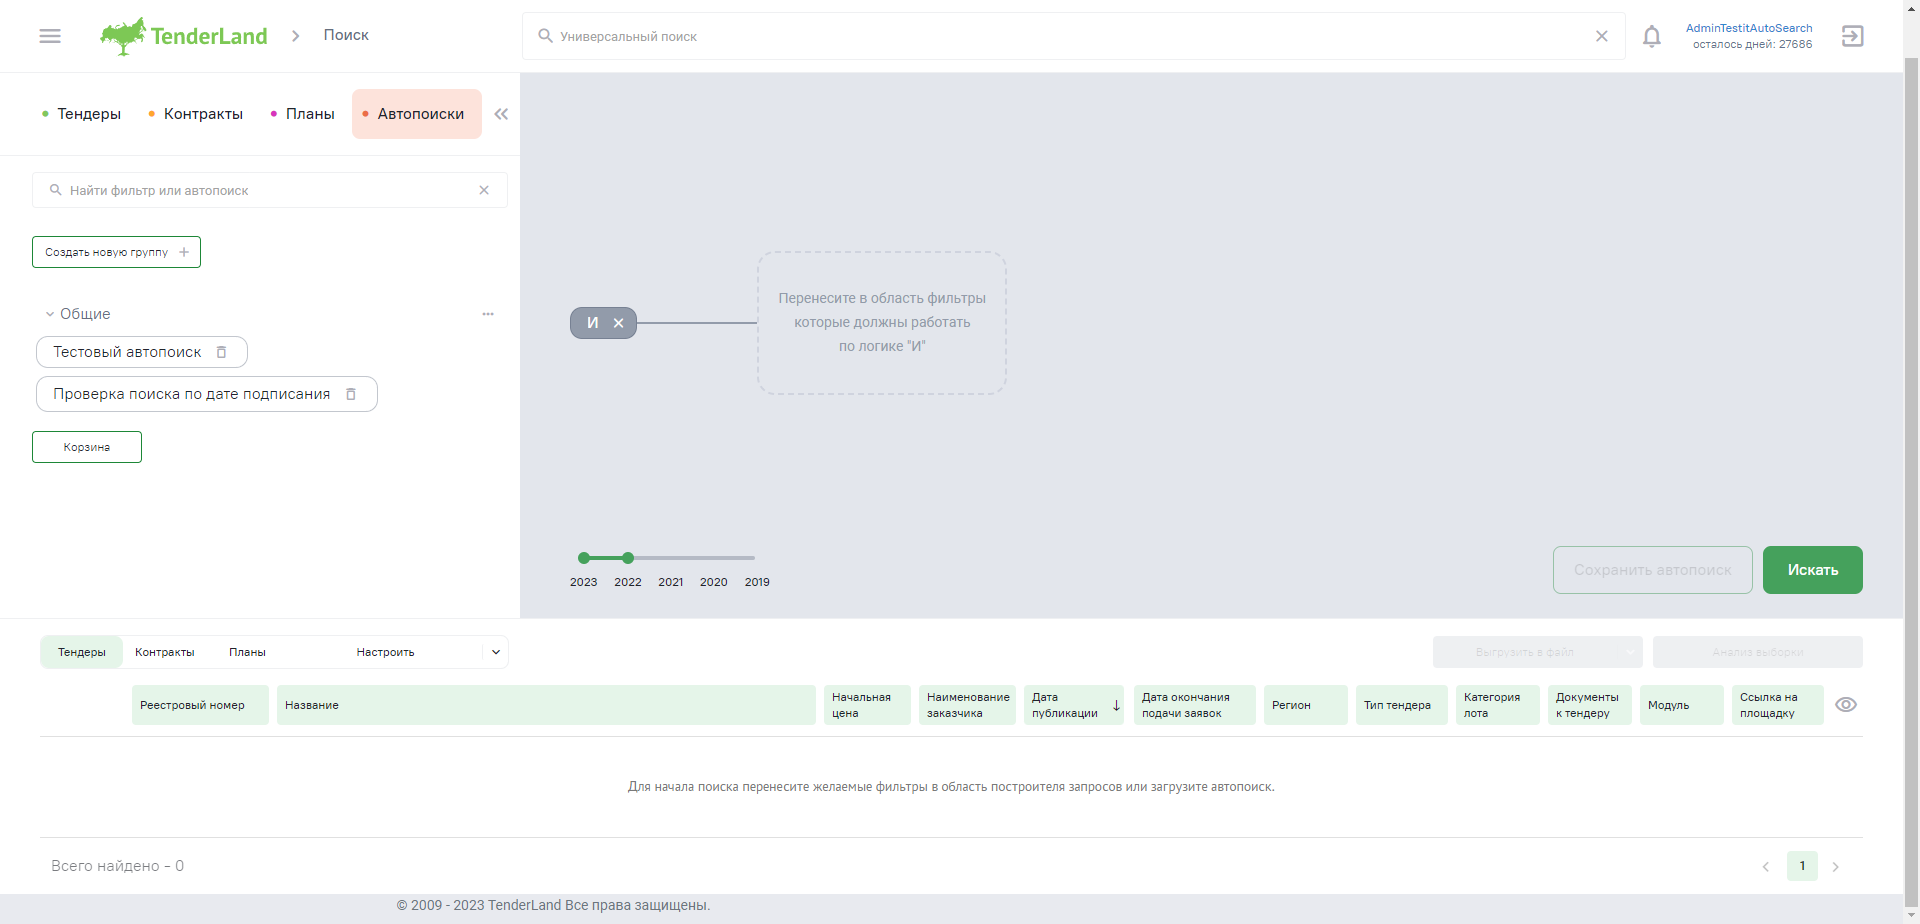 TenderLand
Поиск
Универсальный поиск
AdminTestitAutoSearch
осталось дней: 27686
Тендеры
Контракты
Планы
Автопоиски
Найти фильтр или автопоиск
Создать новую группу
Общие
Тестовый автопоиск
Проверка поиска по дате подписания
Корзина
И
Перенесите в область фильтры
которые должны работать
по логике "И"
2023 2022 2021 2020 2019
Сохранить автопоиск
Искать
Тендеры
Контракты
Планы
Настроить
Выгрузить в файл
Анализ выборки
Реестровый номер
Название
Начальная
цена
Наименование
заказчика
Дата
публикации
Дата окончания
подачи заявок
Регион
Тип тендера
Категория
лота
Документы
к тендеру
Модуль
Ссылка на
площадку
Для начала поиска перенесите желаемые фильтры в область построителя запросов или загрузите автопоиск.
Всего найдено - 0
1
© 2009 - 2023 TenderLand Все права защищены.